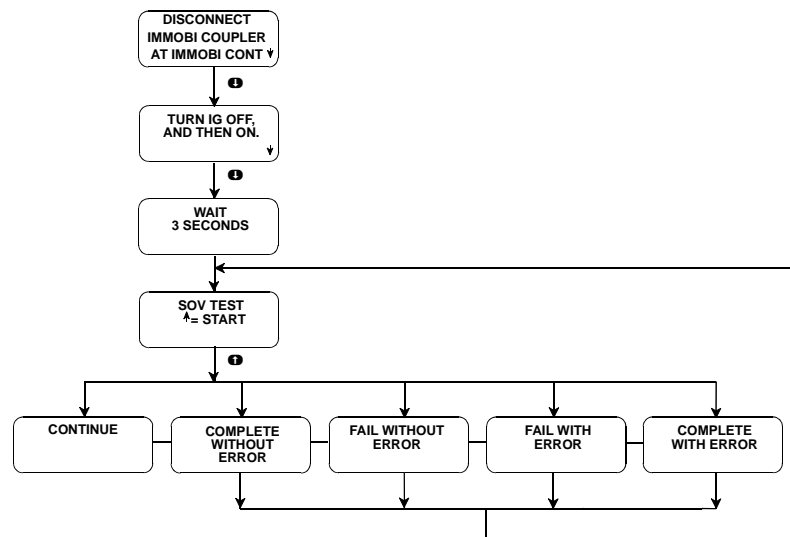 DISCONNECT
IMMOBI COUPLER
AT IMMOBI CONT
TURN IG OFF,
AND THEN ON.
WAIT
3 SECONDS
SOV TEST
= START
CONTINUE
COMPLETE
WITHOUT
ERROR
FAIL WITHOUT
ERROR
FAIL WITH
ERROR
COMPLETE
WITH ERROR